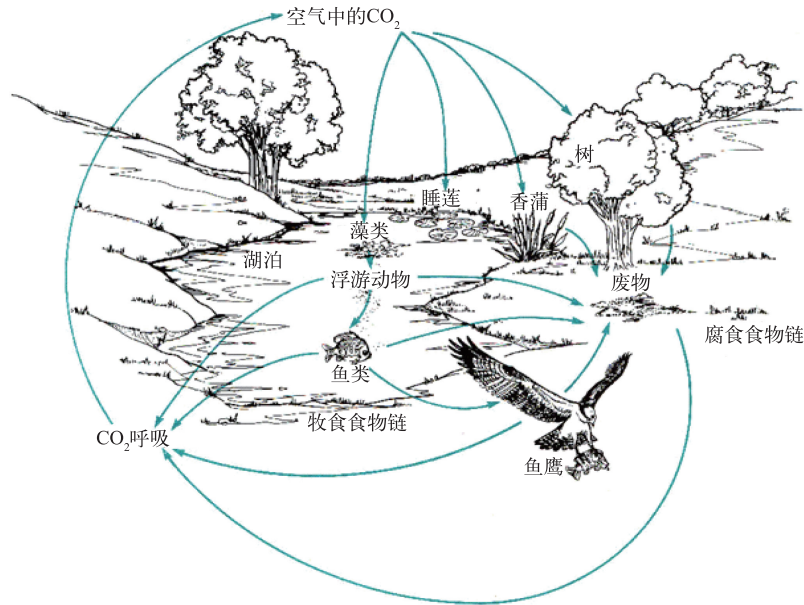 空气中的CO₂
树
睡莲
香蒲
藻类
湖泊
浮游动物
废物
腐食食物链
鱼类
牧食食物链
CO₂呼吸
鱼鹰